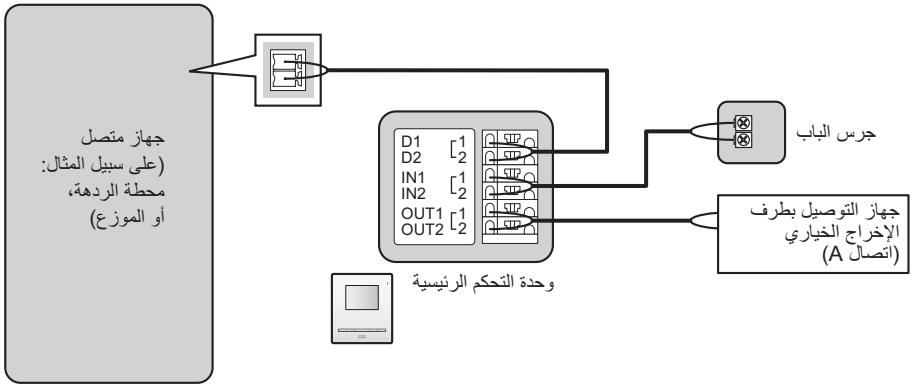 جهاز متصل
(على سبيل المثال:
محطة الردهة،
أو الموزع)
D1
D2
1
2
IN1
IN2
1
2
OUT1
OUT2
1
2
وحدة التحكم الرئيسية
جرس الباب
جهاز التوصيل بطرف
الإخراج الخياري
(اتصال A)